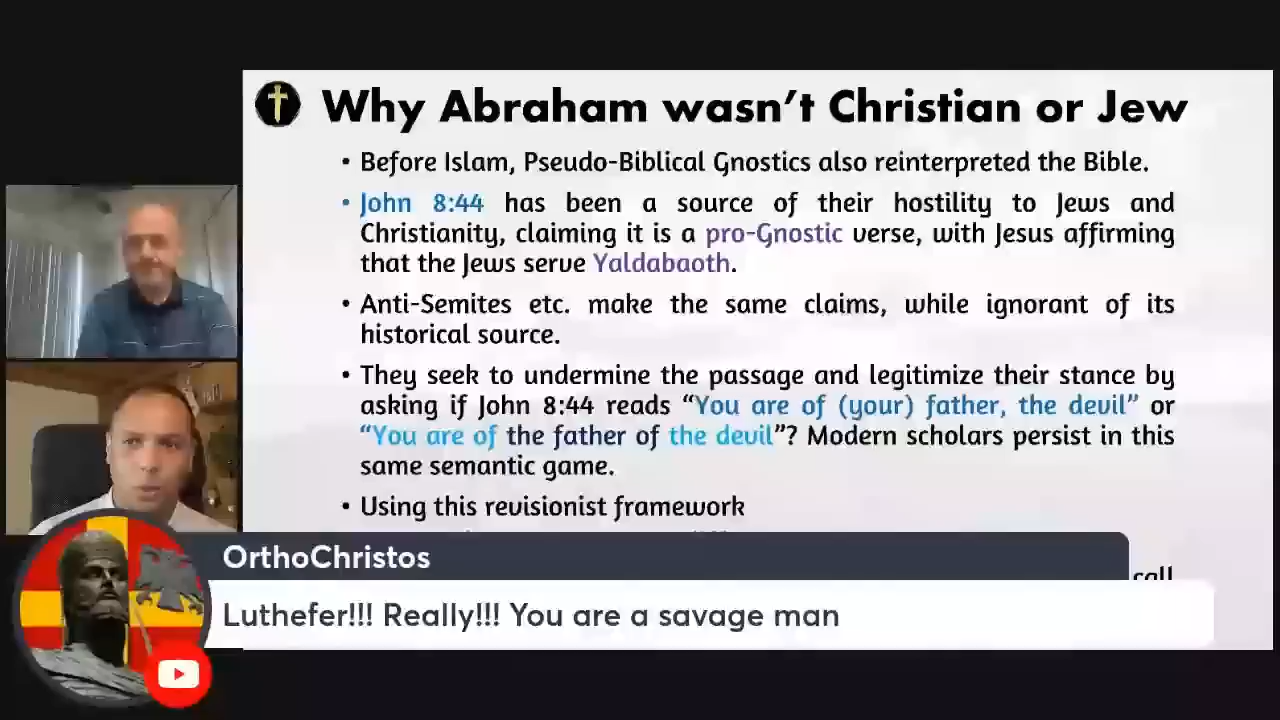 Why Abraham wasn't Christian or Jew
• Before Islam, Pseudo-Biblical Gnostics also reinterpreted the Bible.
• John 8:44 has been a source of their hostility to Jews and
Christianity, claiming it is a pro-Gnostic verse, with Jesus affirming
that the Jews serve Yaldabaoth.
• Anti-Semites etc. make the same claims, while ignorant of its
historical source.
• They seek to undermine the passage and legitimize their stance by
asking if John 8:44 reads “You are of (your) father, the devil” or
“You are of the father of the devil”? Modern scholars persist in this
same semantic game.
• Using this revisionist framework
call
OrthoChristos
Luthefer!!! Really!!! You are a savage man